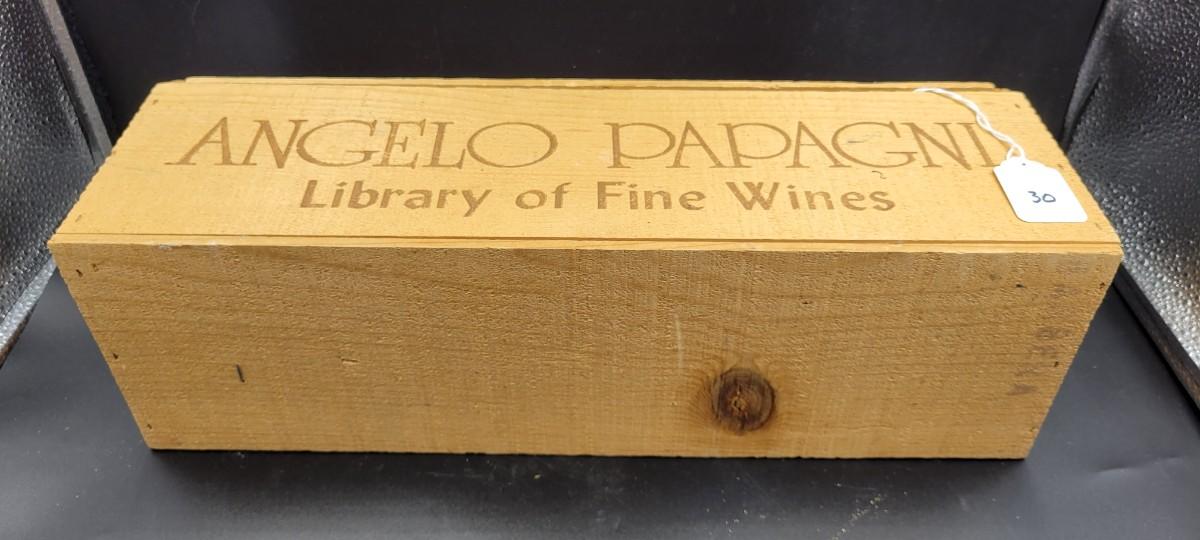 ANGELO PAPAGNI
Library of Fine Wines
30